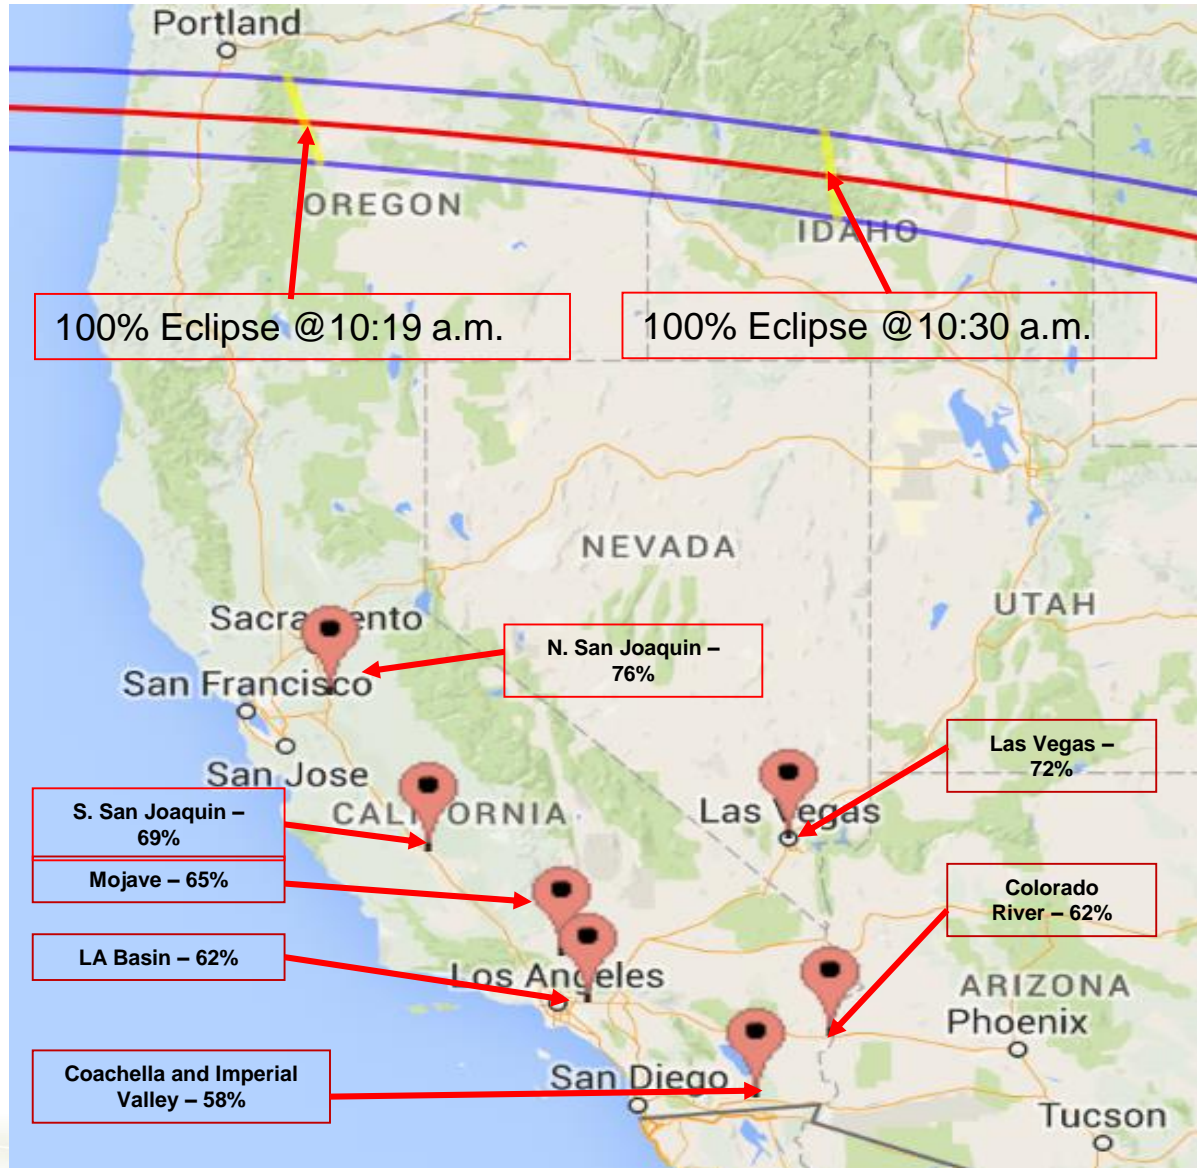 Portland
OREGON
IDAHO
100% Eclipse @10:19 a.m.
100% Eclipse @10:30 a.m.
NEVADA
UTAH
Sacramento
N. San Joaquin –
76%
San Francisco
Las Vegas –
72%
San Jose
S. San Joaquin –
69%
CALIFORNIA
Las Vegas
Mojave – 65%
Colorado
River – 62%
LA Basin – 62%
Los Angeles
ARIZONA
Phoenix
Coachella and Imperial
Valley – 58%
San Diego
Tucson